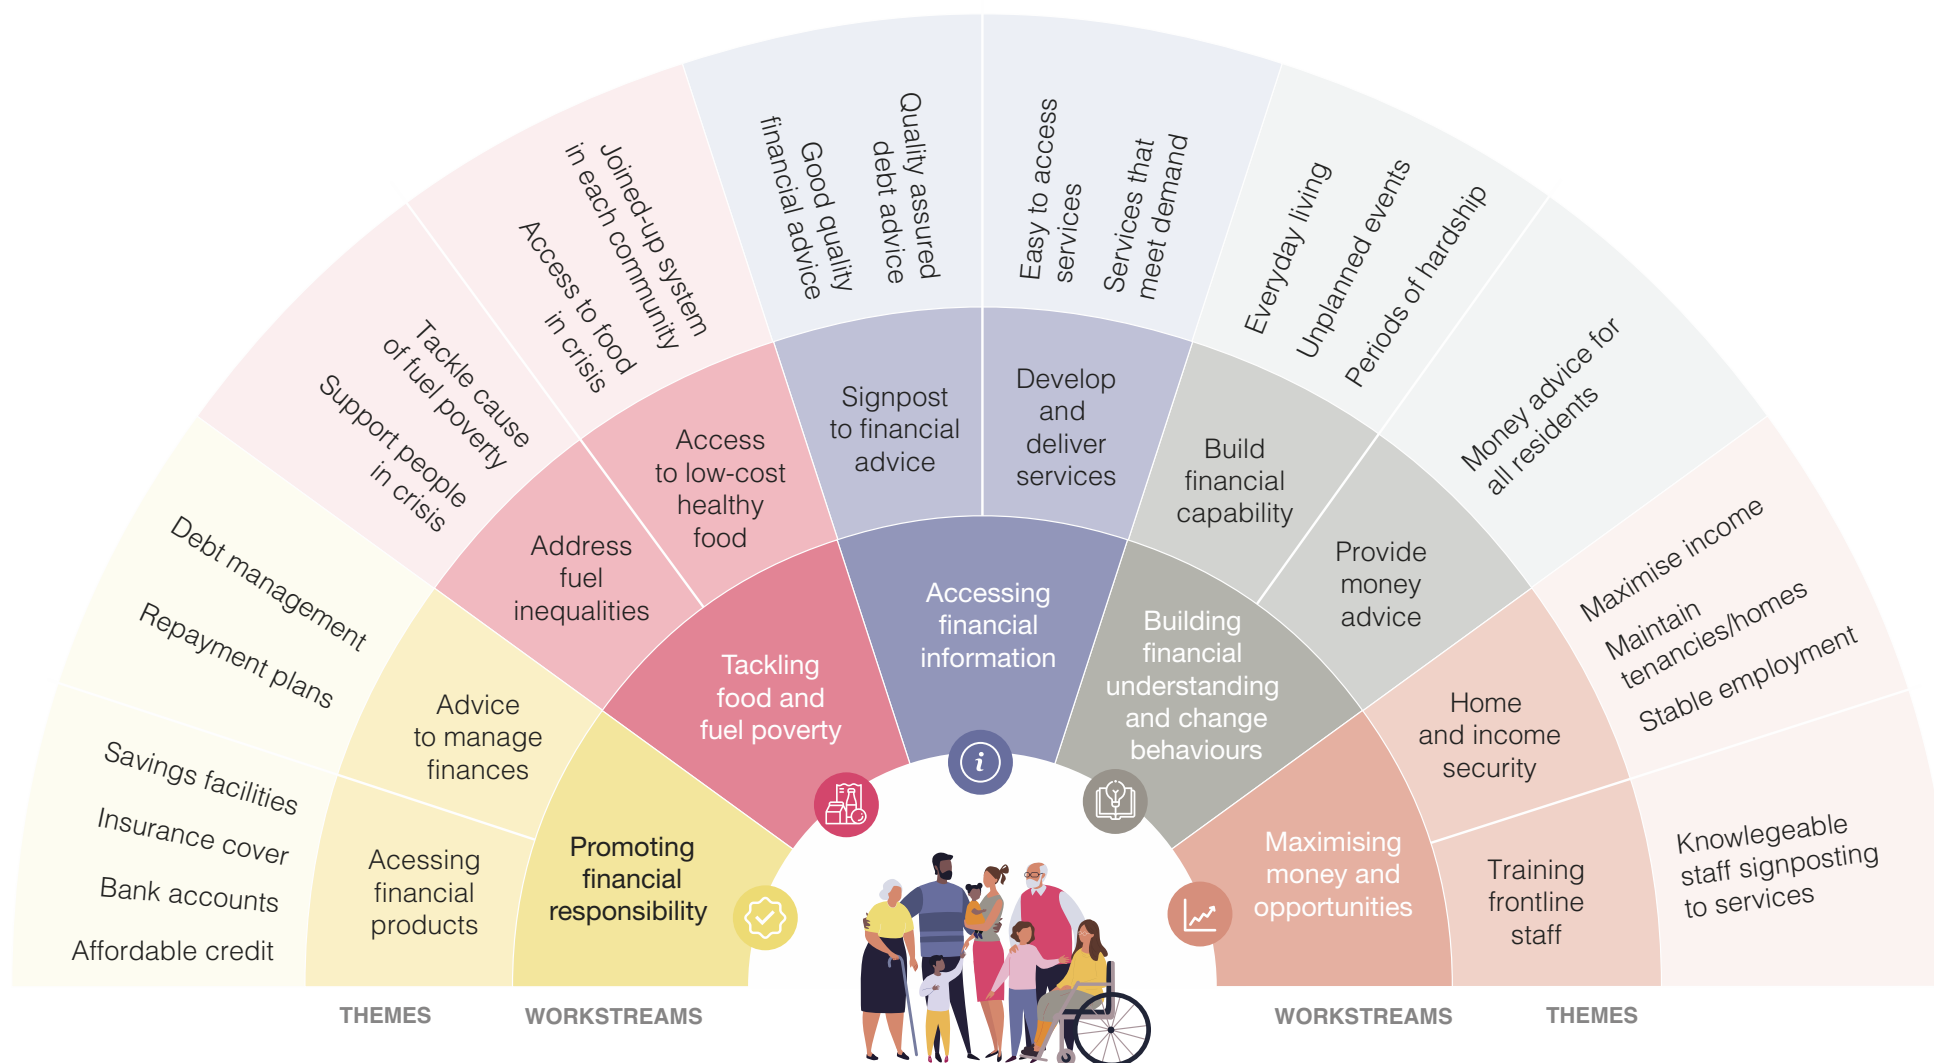 Affordable credit
Bank accounts
Insurance cover
Savings facilities
Repayment plans
Debt management
Support people
in crisis
Tackle cause
of fuel poverty
Access to food
in crisis
Joined-up system
in each community
Good quality
financial advice
Quality assured
debt advice
Easy to access
services
Services that
meet demand
Everyday living
Unplanned events
Periods of hardship
Money advice for
all residents
Maximise income
Maintain
tenancies/homes
Stable employment
Knowlegeable
staff signposting
to services
Acessing
financial
products
Advice
to manage
finances
Address
fuel
inequalities
Access
to low-cost
healthy
food
Signpost
to financial
advice
Develop
and
deliver
services
Build
financial
capability
Provide
money
advice
Home
and income
security
Training
frontline
staff
Promoting
financial
responsibility
Tackling
food and
fuel poverty
Accessing
financial
information
Building
financial
understanding
and change
behaviours
Maximising
money and
opportunities
i
THEMES
WORKSTREAMS
WORKSTREAMS
THEMES